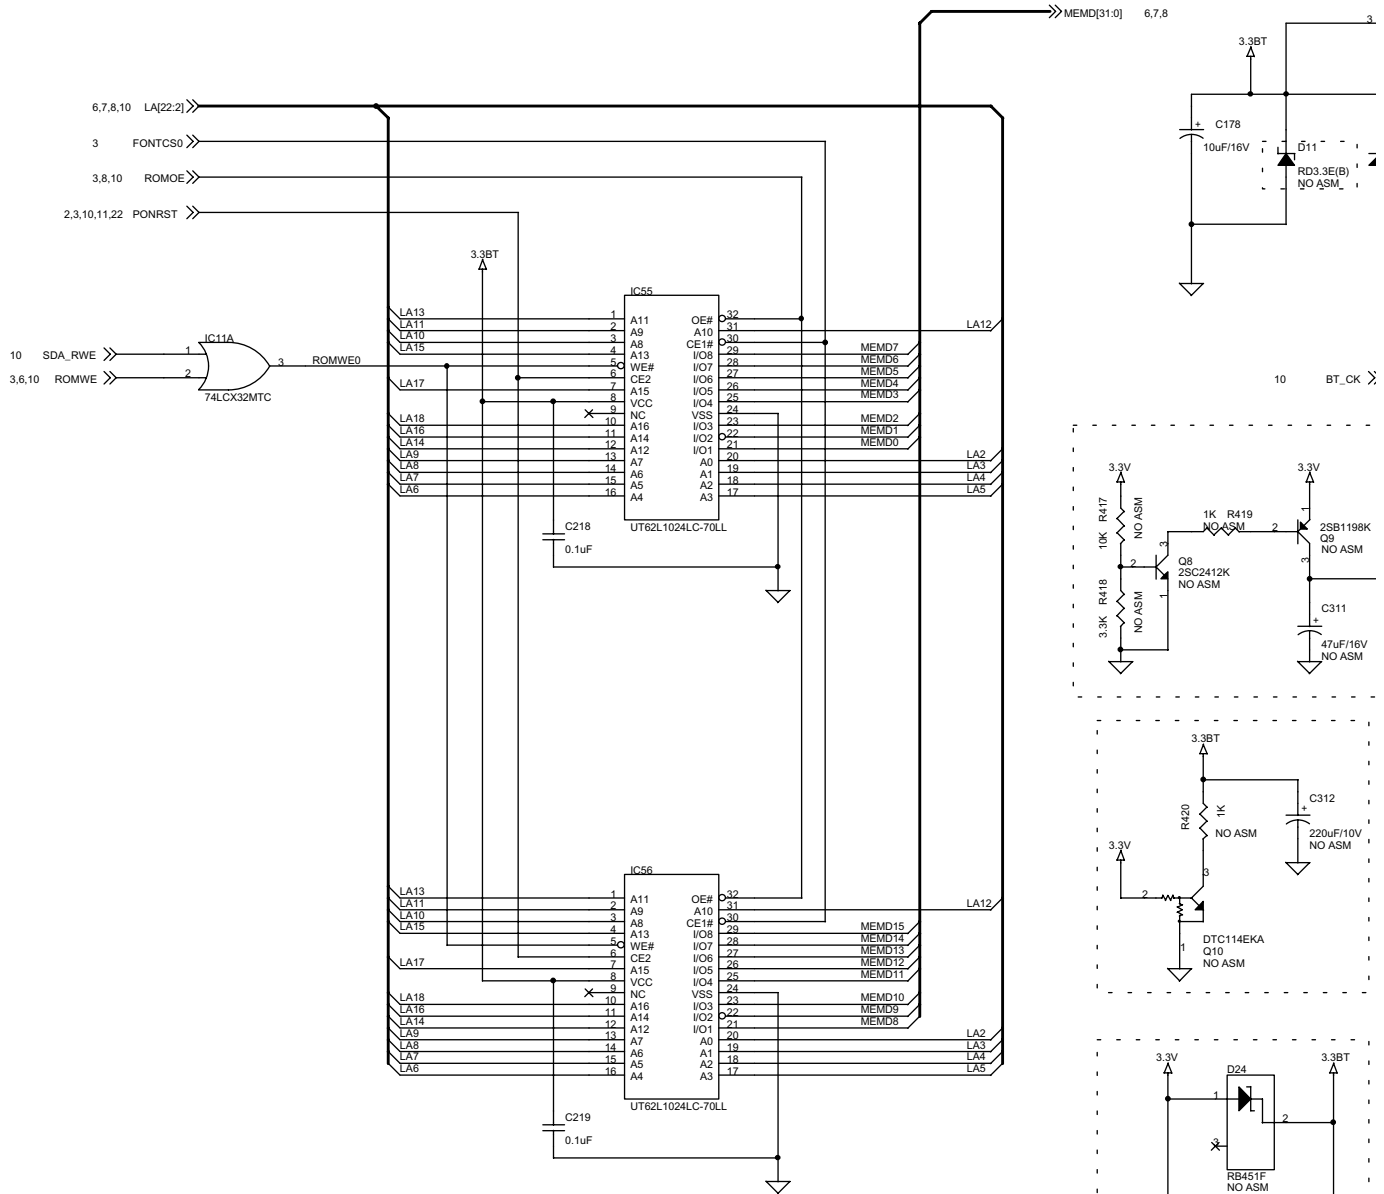 MEMD[31:0] 6,7,8
3
3.3BT
6,7,8,10 LA[22:2]
C178
+
10uF/16V
D11
RD3.3E(B)
NO ASM
3 FONTCS0
3,8,10 ROMOE
2,3,10,11,22 PONRST
3.3BT
IC55
LA13 1 A11 OE# 32
LA11 2 A9 A10 31 LA12
LA10 3 A8 CE1# 30
LA15 4 A13 I/O8 29 MEMD7
5 WE# I/O7 28 MEMD6
6 CE2 I/O6 27 MEMD5
LA17 7 A15 I/O5 26 MEMD4
8 VCC I/O4 25 MEMD3
9 NC VSS 24
LA18 10 A16 I/O3 23 MEMD2
LA16 11 A14 I/O2 22 MEMD1
LA14 12 A12 I/O1 21 MEMD0
LA9 13 A7 A0 20 LA2
LA8 14 A6 A1 19 LA3
LA7 15 A5 A2 18 LA4
LA6 16 A4 A3 17 LA5
UT62L1024LC-70LL
C218
0.1uF
IC11A
10 SDA_RWE 1
3 ROMWE0
3,6,10 ROMWE 2
74LCX32MTC
10 BT_CK
3.3V
10K R417
NO ASM
3.3K R418
NO ASM
1K R419
NO ASM
3
2
1
Q8
2SC2412K
NO ASM
3.3V
1
2
3
2SB1198K
Q9
NO ASM
C311
+
47uF/16V
NO ASM
3.3BT
R420 1K
NO ASM
C312
+
220uF/10V
NO ASM
3.3V
3
2
1
DTC114EKA
Q10
NO ASM
IC56
LA13 1 A11 OE# 32
LA11 2 A9 A10 31 LA12
LA10 3 A8 CE1# 30
LA15 4 A13 I/O8 29 MEMD15
5 WE# I/O7 28 MEMD14
6 CE2 I/O6 27 MEMD13
LA17 7 A15 I/O5 26 MEMD12
8 VCC I/O4 25 MEMD11
9 NC VSS 24
LA18 10 A16 I/O3 23 MEMD10
LA16 11 A14 I/O2 22 MEMD9
LA14 12 A12 I/O1 21 MEMD8
LA9 13 A7 A0 20 LA2
LA8 14 A6 A1 19 LA3
LA7 15 A5 A2 18 LA4
LA6 16 A4 A3 17 LA5
UT62L1024LC-70LL
C219
0.1uF
3.3V
3.3BT
D24
1
2
3
RB451F
NO ASM